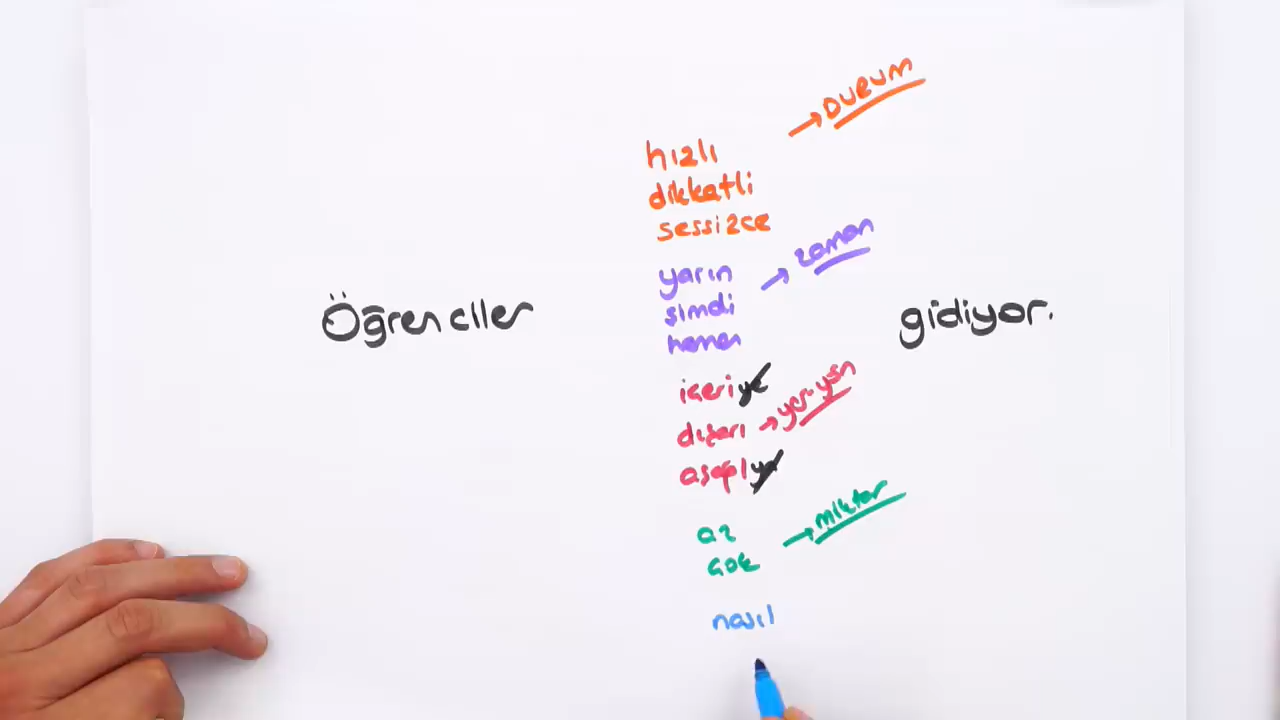 Durum
hızlı
dikkatli
sessizce
zaman
yarın
şimdi
hemen
Öğrenciler
gidiyor.
içeriye
yer-yön
dışarı
aşağıya
miktar
az
çok
nasıl